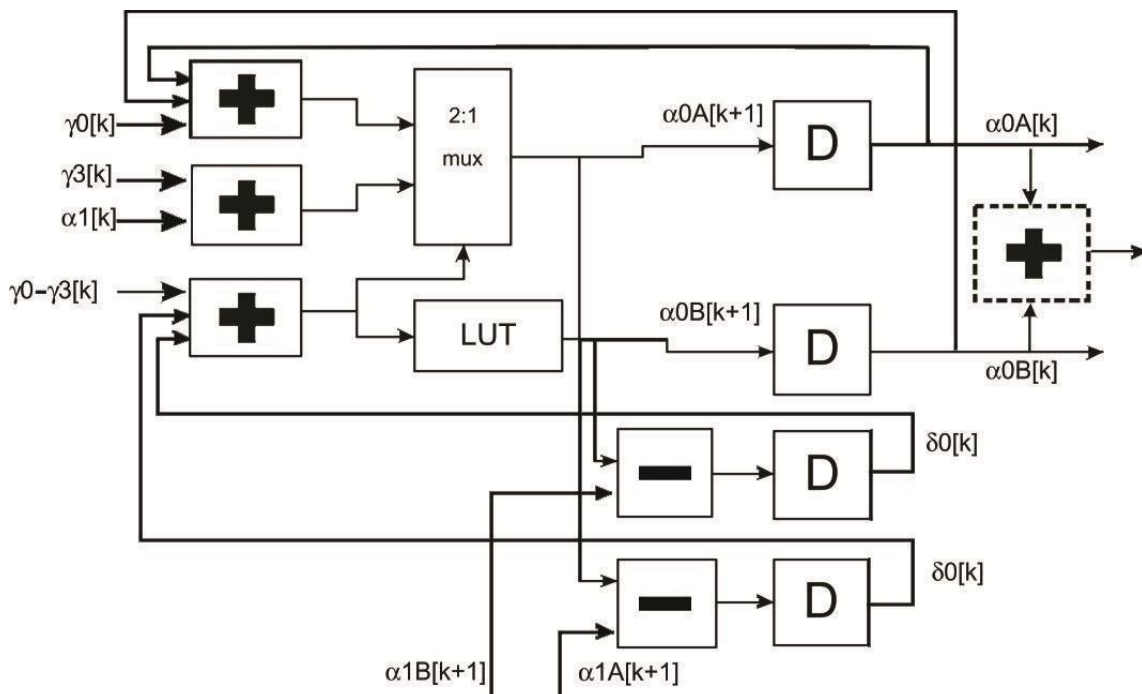 γ0[k]
γ3[k]
α1[k]
γ0−γ3[k]
2:1
mux
LUT
α0A[k+1]
D
α0A[k]
α0B[k+1]
D
α0B[k]
D
δ0[k]
D
δ0[k]
α1B[k+1]
α1A[k+1]